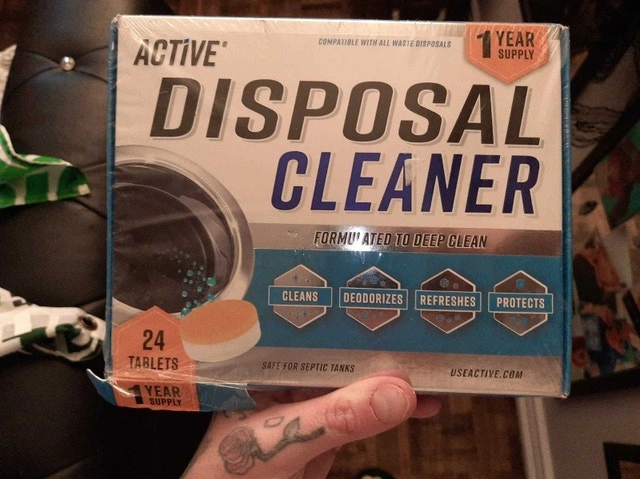 ACTIVE®
COMPATIBLE WITH ALL WASTE DISPOSALS
1 YEAR
SUPPLY
DISPOSAL
CLEANER
FORMULATED TO DEEP CLEAN
CLEANS
DEODORIZES
REFRESHES
PROTECTS
24
TABLETS
1 YEAR
SUPPLY
SAFE FOR SEPTIC TANKS
USEACTIVE.COM